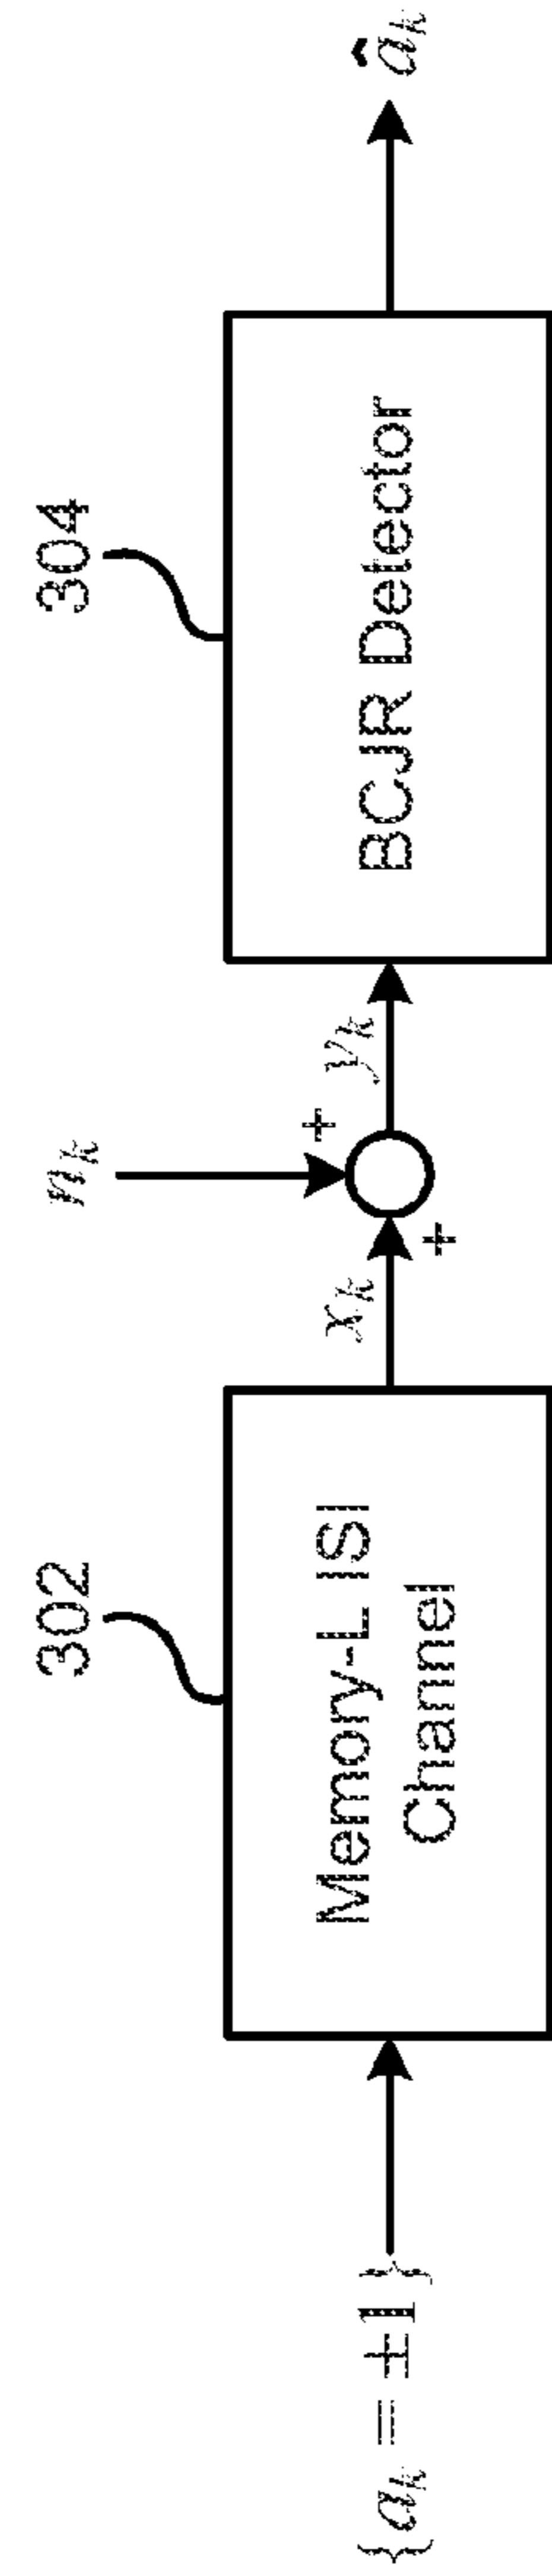 {a_k = ±1}
302
Memory-L ISI
Channel
x_k
+
n_k
+
y_k
304
BCJR Detector
â_k